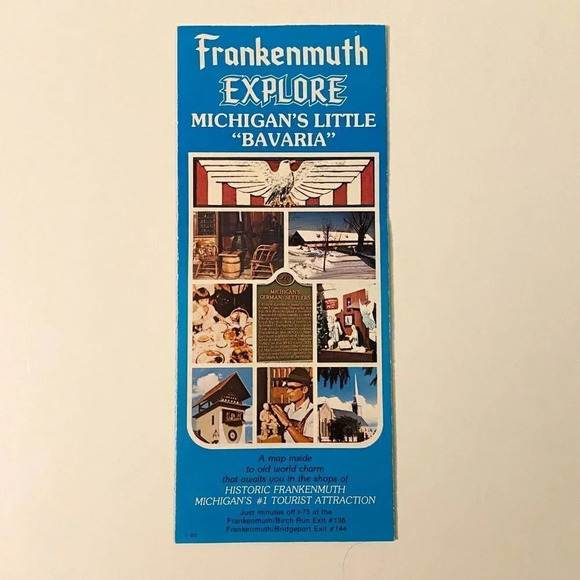 Frankenmuth
EXPLORE
MICHIGAN'S LITTLE
"BAVARIA"
MICHIGAN'S
GERMAN SETTLERS
A map inside
to old world charm
that awaits you in the shops of
HISTORIC FRANKENMUTH
MICHIGAN'S #1 TOURIST ATTRACTION
Just minutes off I-75 at the
Frankenmuth/Birch Run Exit #136
Frankenmuth/Bridgeport Exit #144